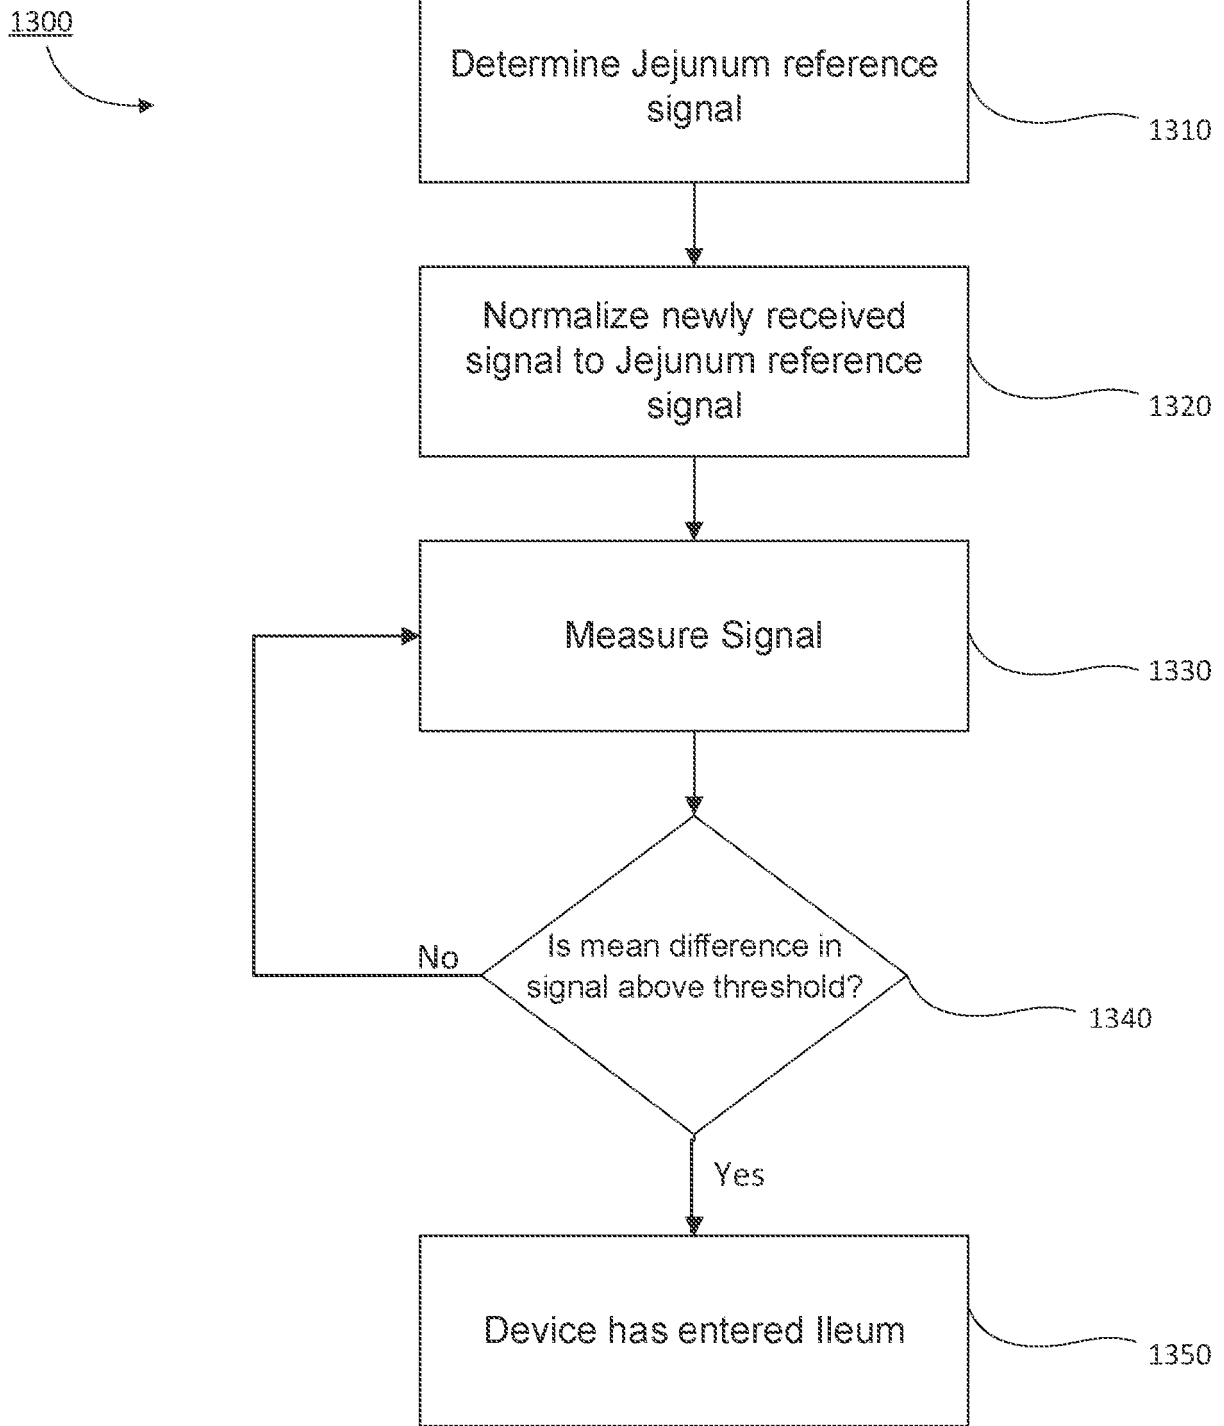 1300
Determine Jejunum reference
signal
1310
Normalize newly received
signal to Jejunum reference
signal
1320
Measure Signal
1330
Is mean difference in
signal above threshold?
No
1340
Yes
Device has entered Ileum
1350